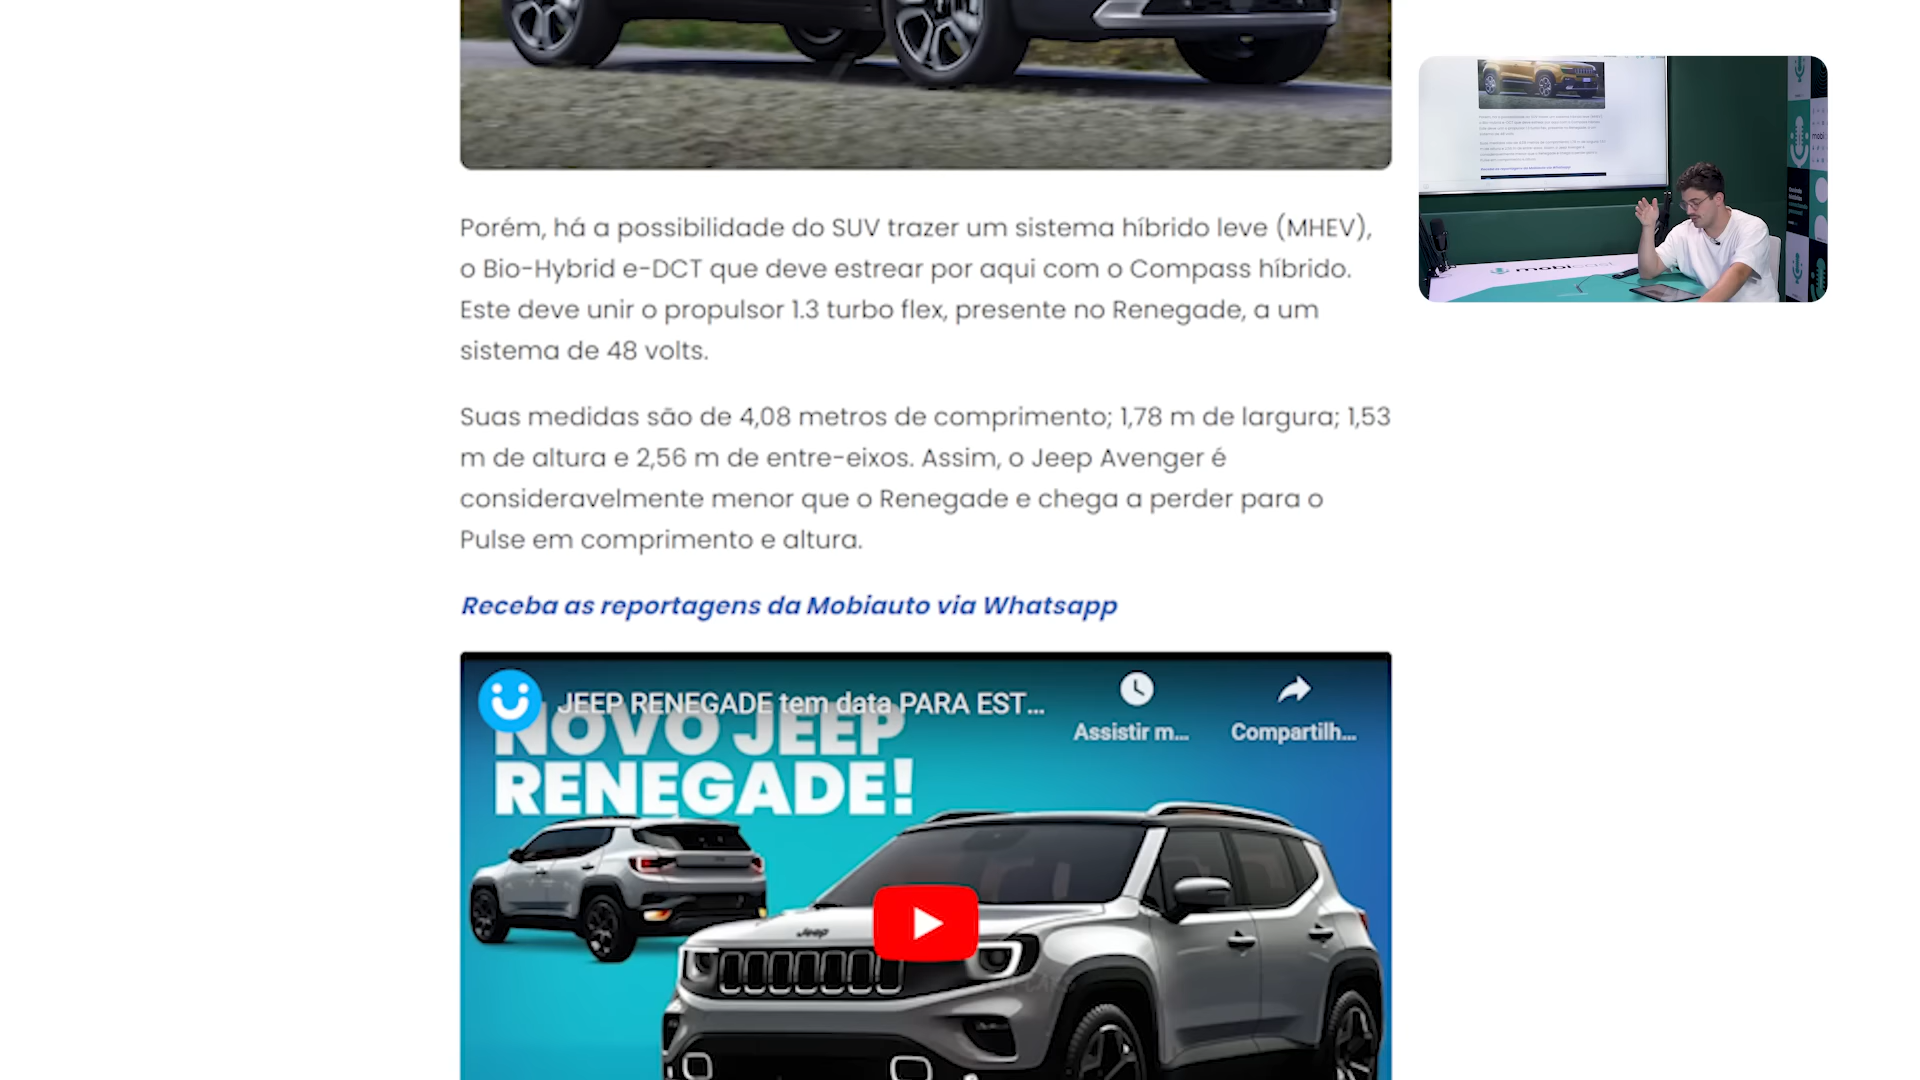 Porém, há a possibilidade do SUV trazer um sistema híbrido leve (MHEV),
o Bio-Hybrid e-DCT que deve estrear por aqui com o Compass híbrido.
Este deve unir o propulsor 1.3 turbo flex, presente no Renegade, a um
sistema de 48 volts.
Suas medidas são de 4,08 metros de comprimento; 1,78 m de largura; 1,53
m de altura e 2,56 m de entre-eixos. Assim, o Jeep Avenger é
consideravelmente menor que o Renegade e chega a perder para o
Pulse em comprimento e altura.
Receba as reportagens da Mobiauto via Whatsapp
JEEP RENEGADE tem data PARA EST...
Assistir m...
Compartilh...
NOVO JEEP
RENEGADE!
Jeep